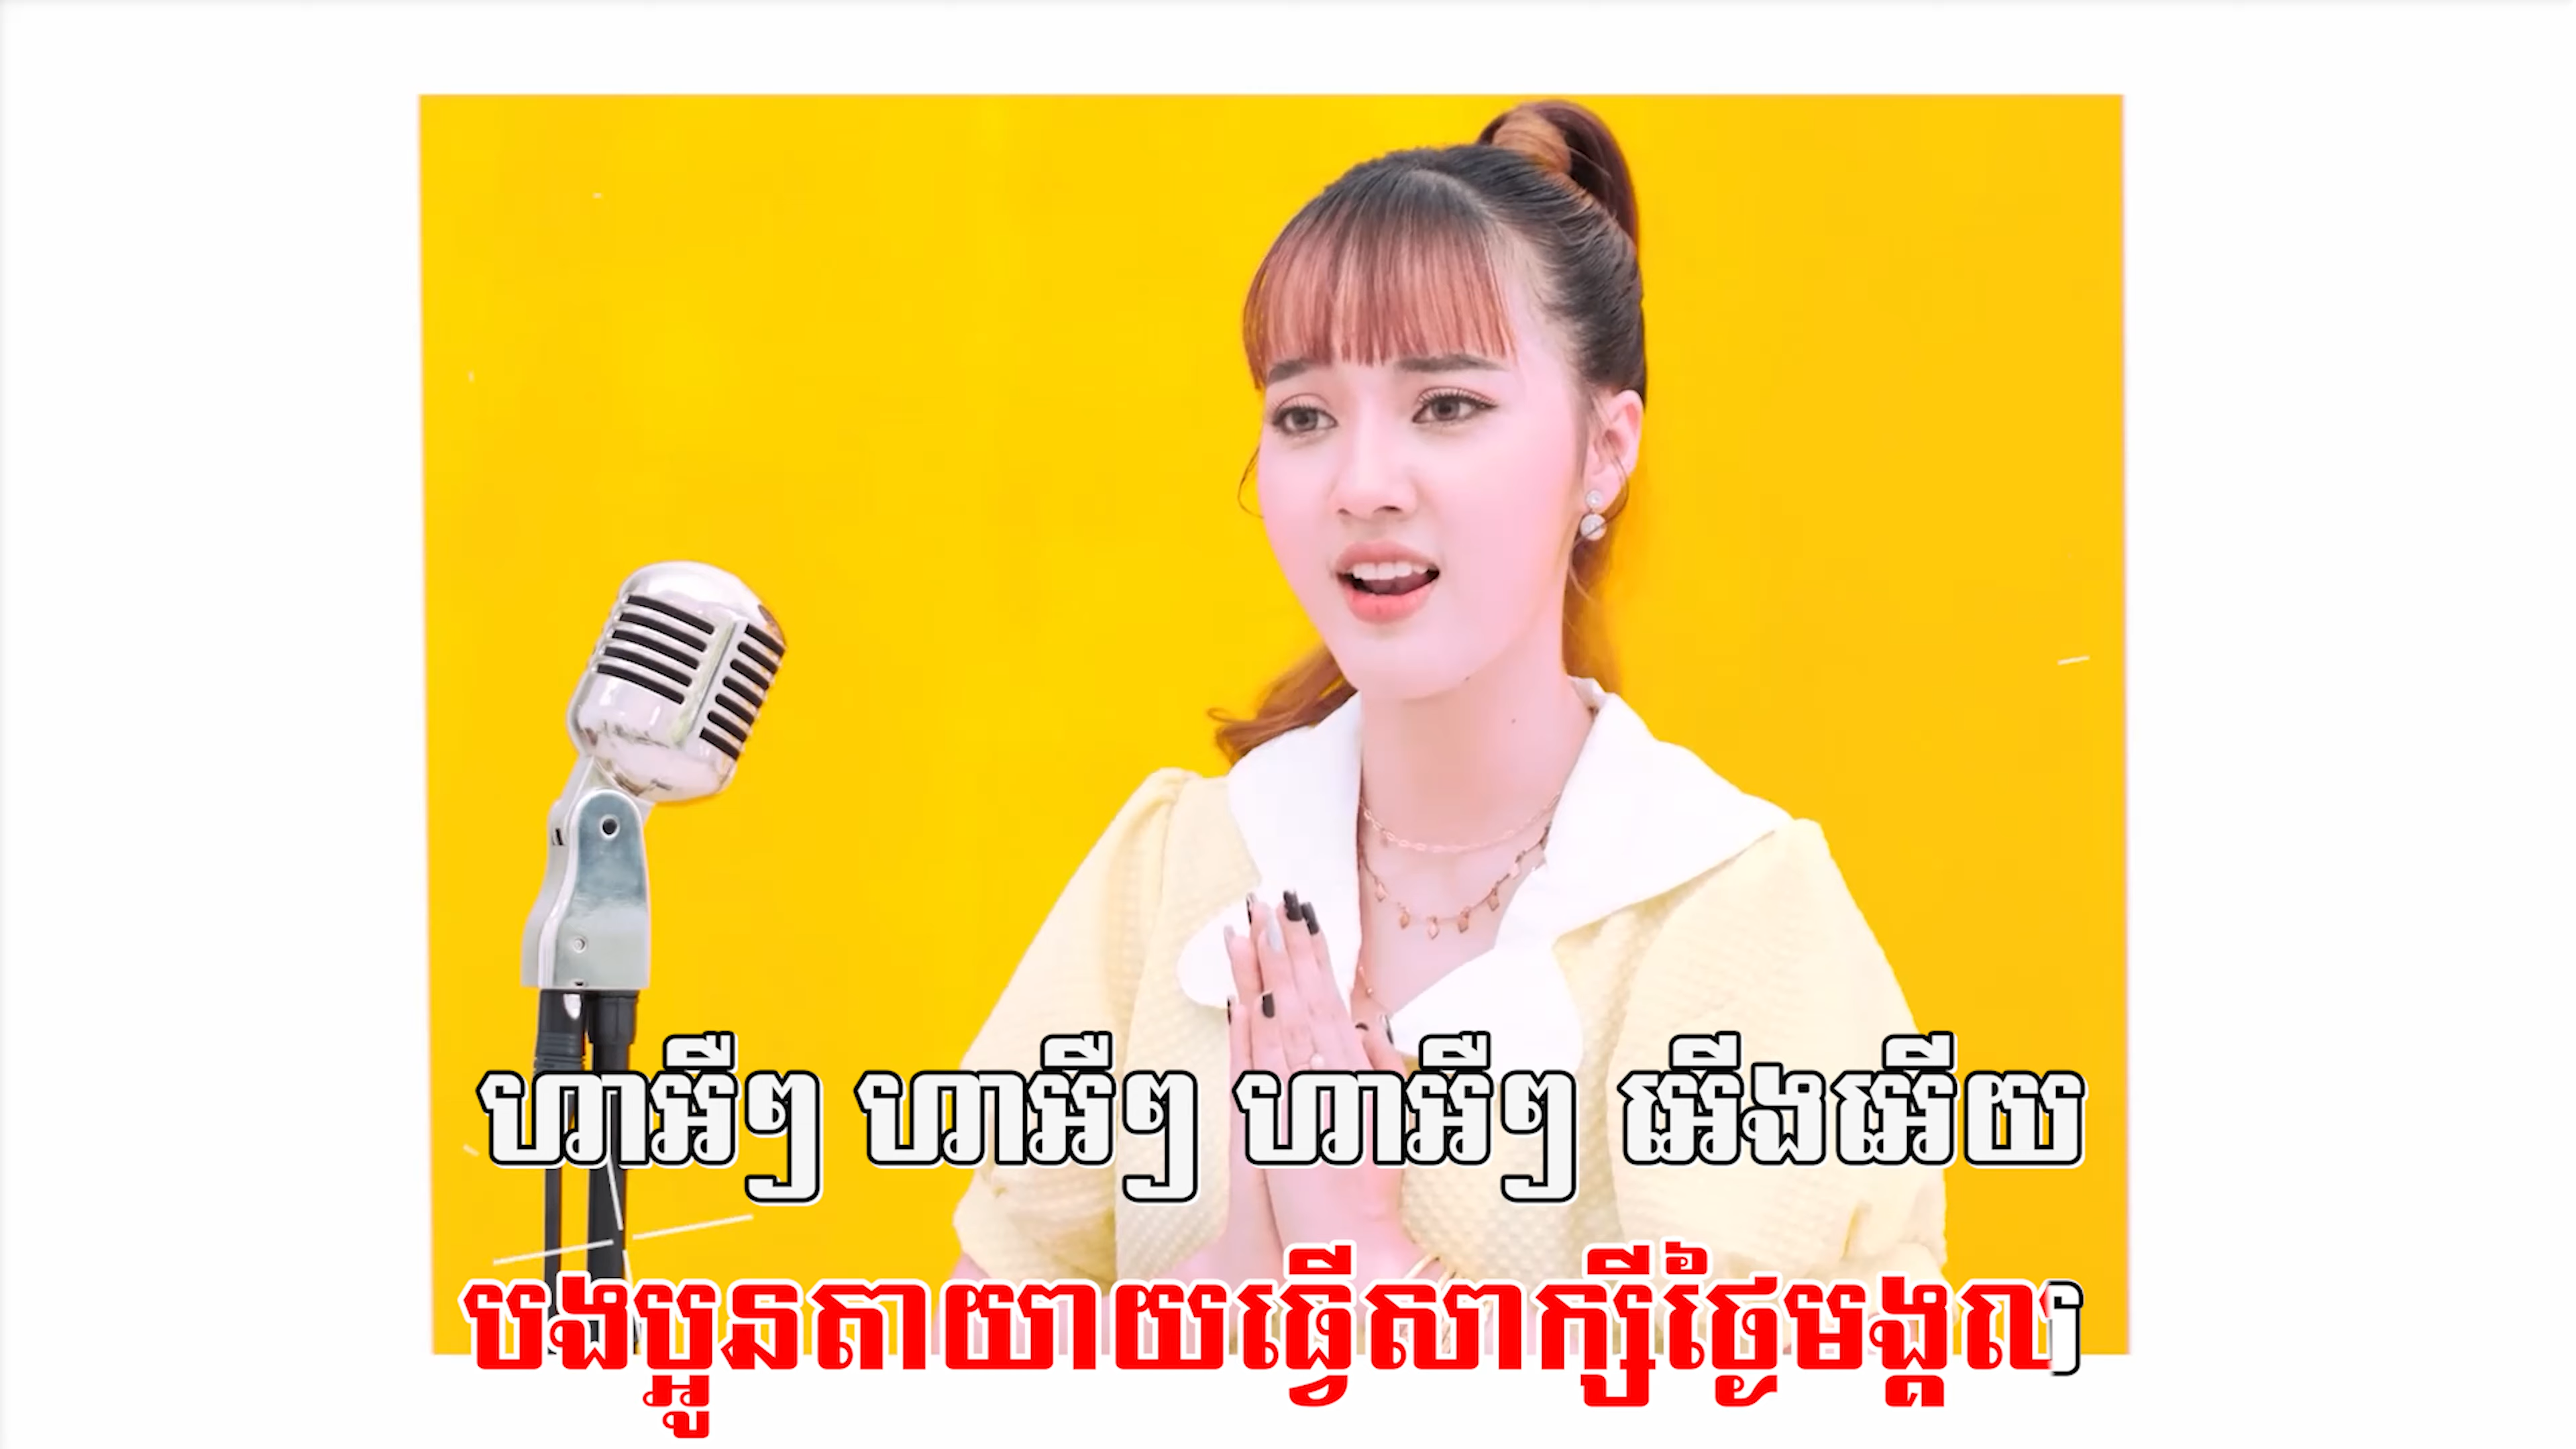 ហាអឺៗ ហាអឺៗ ហាអឺៗ អ៊ើងអ៊ើយ
បងប្អូនតាយាយធ្វើសាក្សីថ្ងៃមង្គល